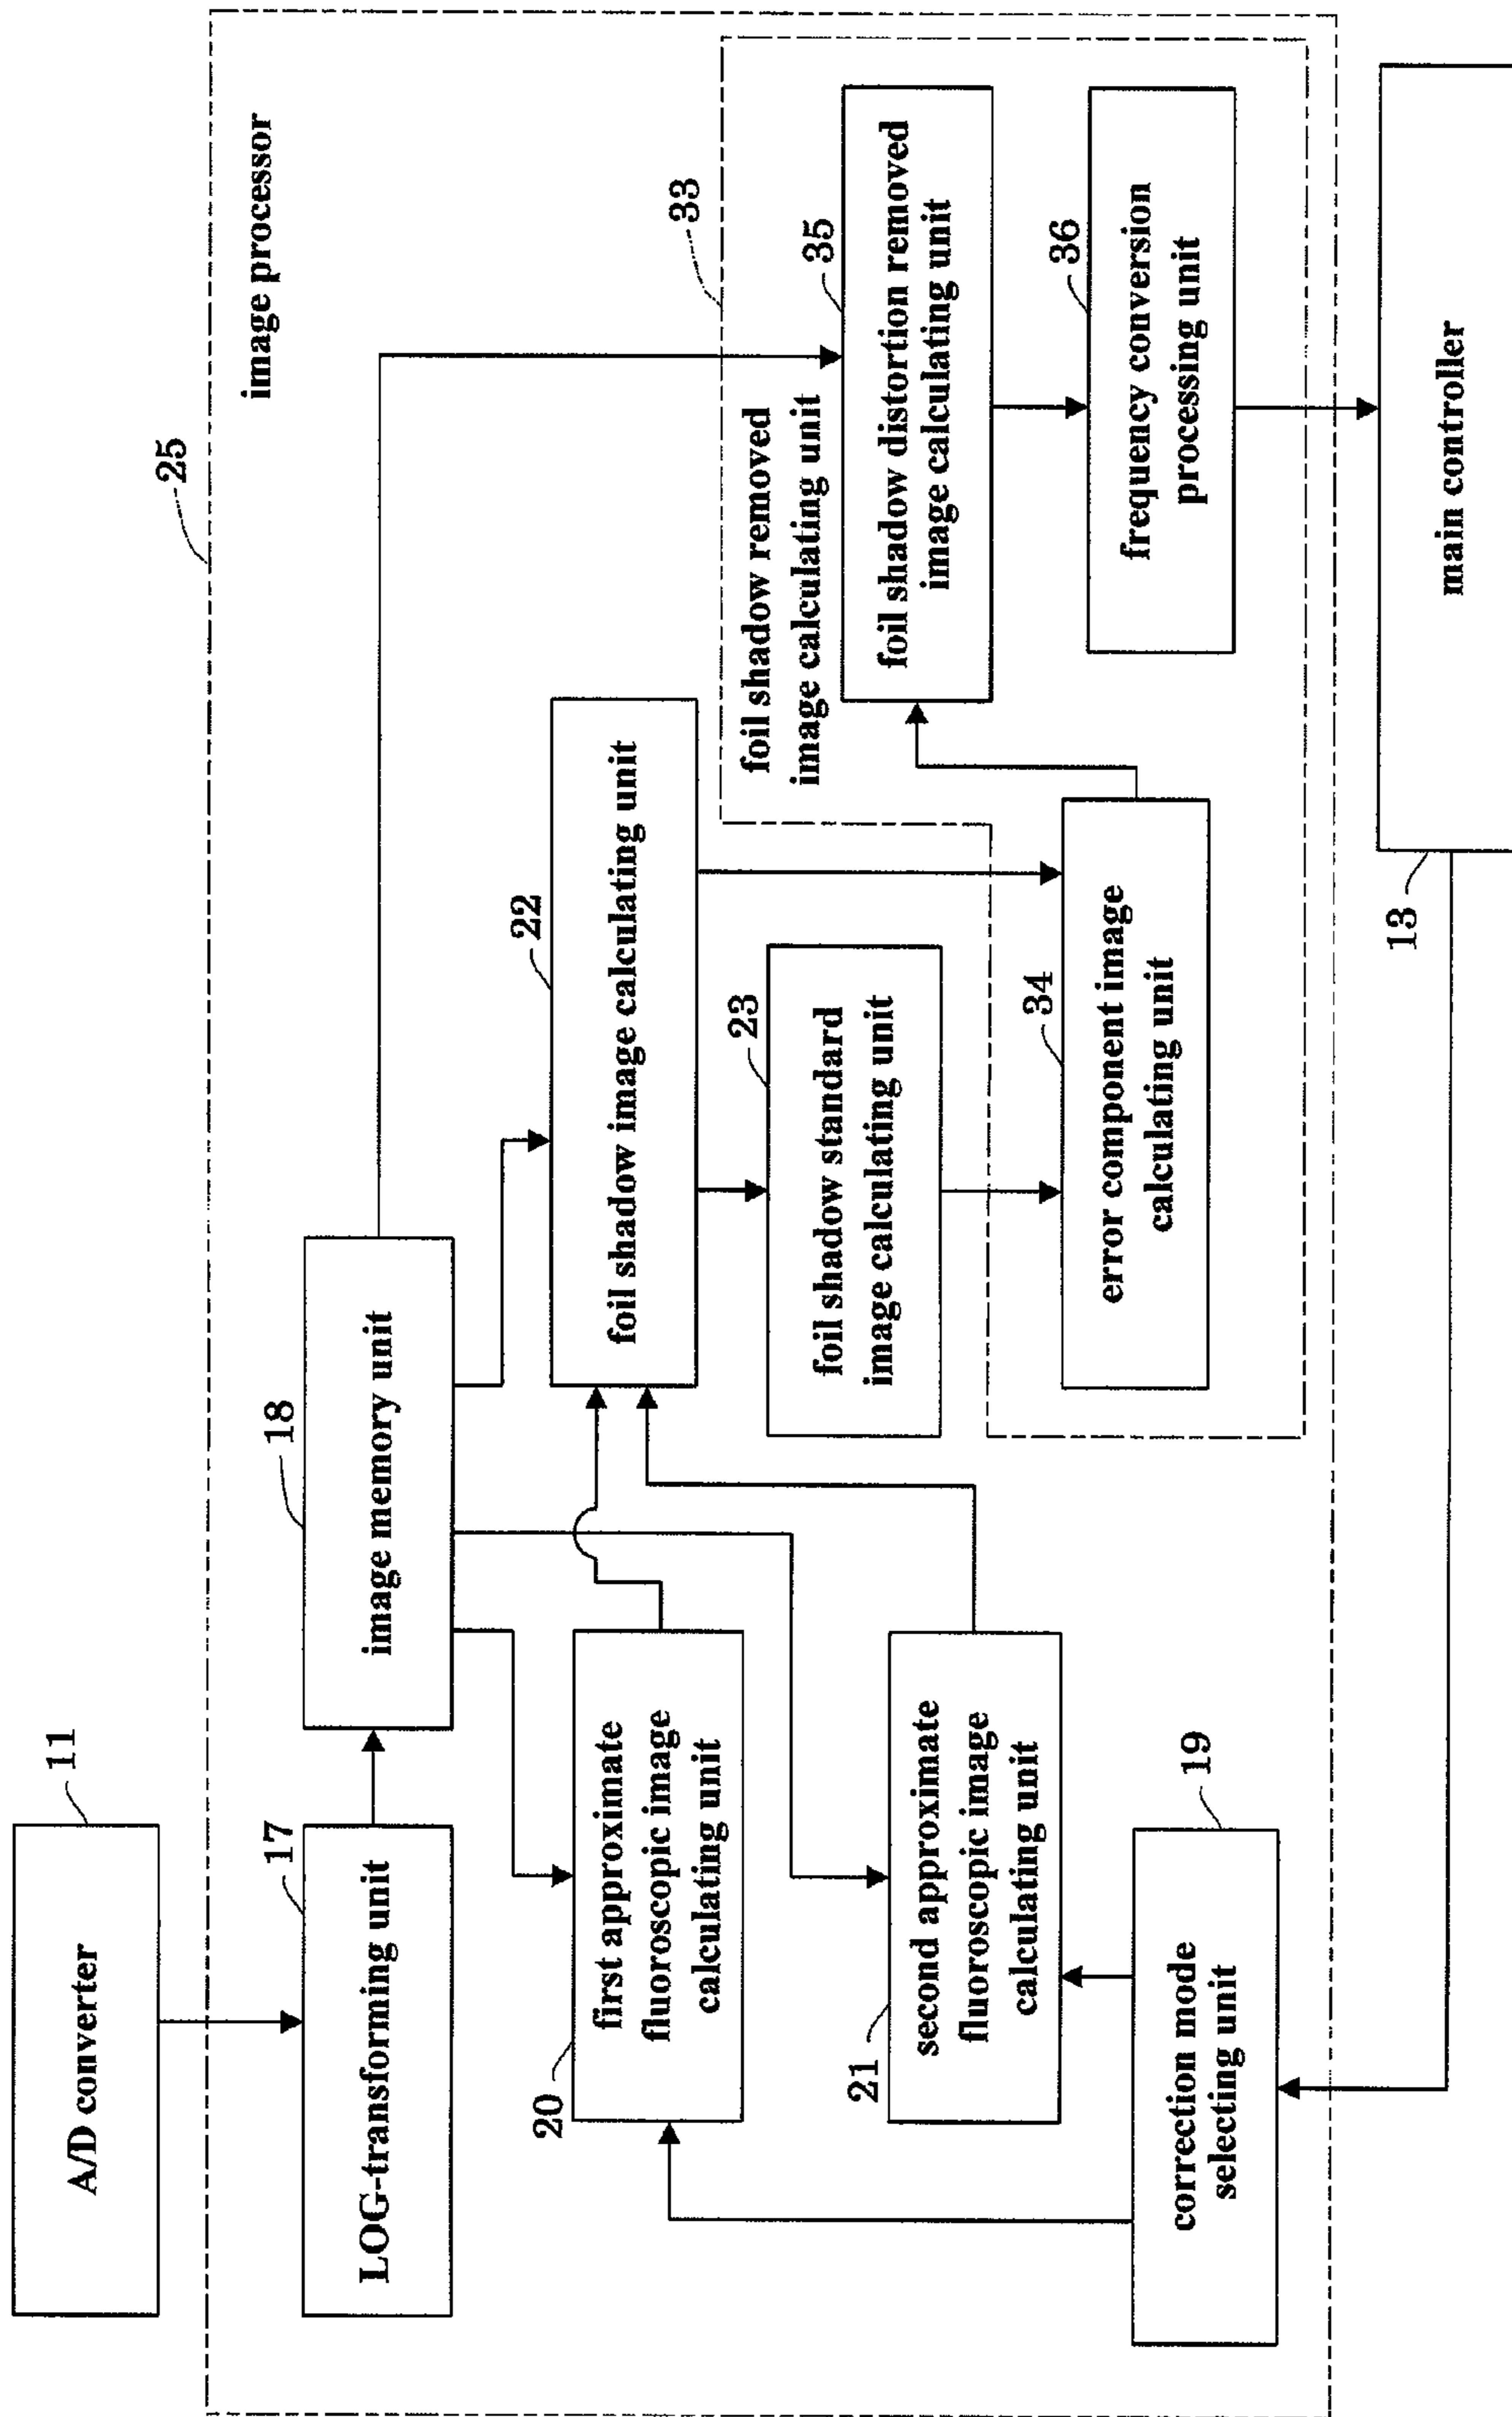 11
A/D converter
25
image processor
17
LOG-transforming unit
18
image memory unit
20
first approximate
fluoroscopic image
calculating unit
22
foil shadow image calculating unit
33
foil shadow removed
image calculating unit
35
foil shadow distortion removed
image calculating unit
23
foil shadow standard
image calculating unit
21
second approximate
fluoroscopic image
calculating unit
34
error component image
calculating unit
36
frequency conversion
processing unit
19
correction mode
selecting unit
13
main controller